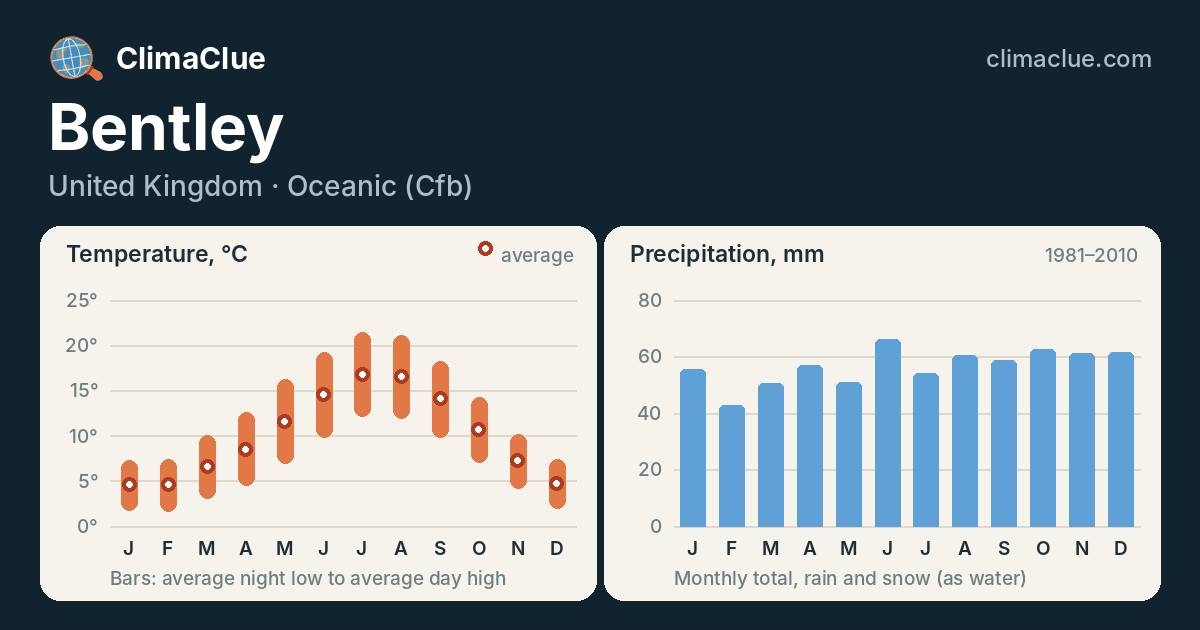 ClimaClue
climaclue.com
Bentley
United Kingdom · Oceanic (Cfb)
Temperature, °C
average
25°
20°
15°
10°
5°
0°
J F M A M J J A S O N D
Bars: average night low to average day high
Precipitation, mm
1981–2010
80
60
40
20
0
J F M A M J J A S O N D
Monthly total, rain and snow (as water)